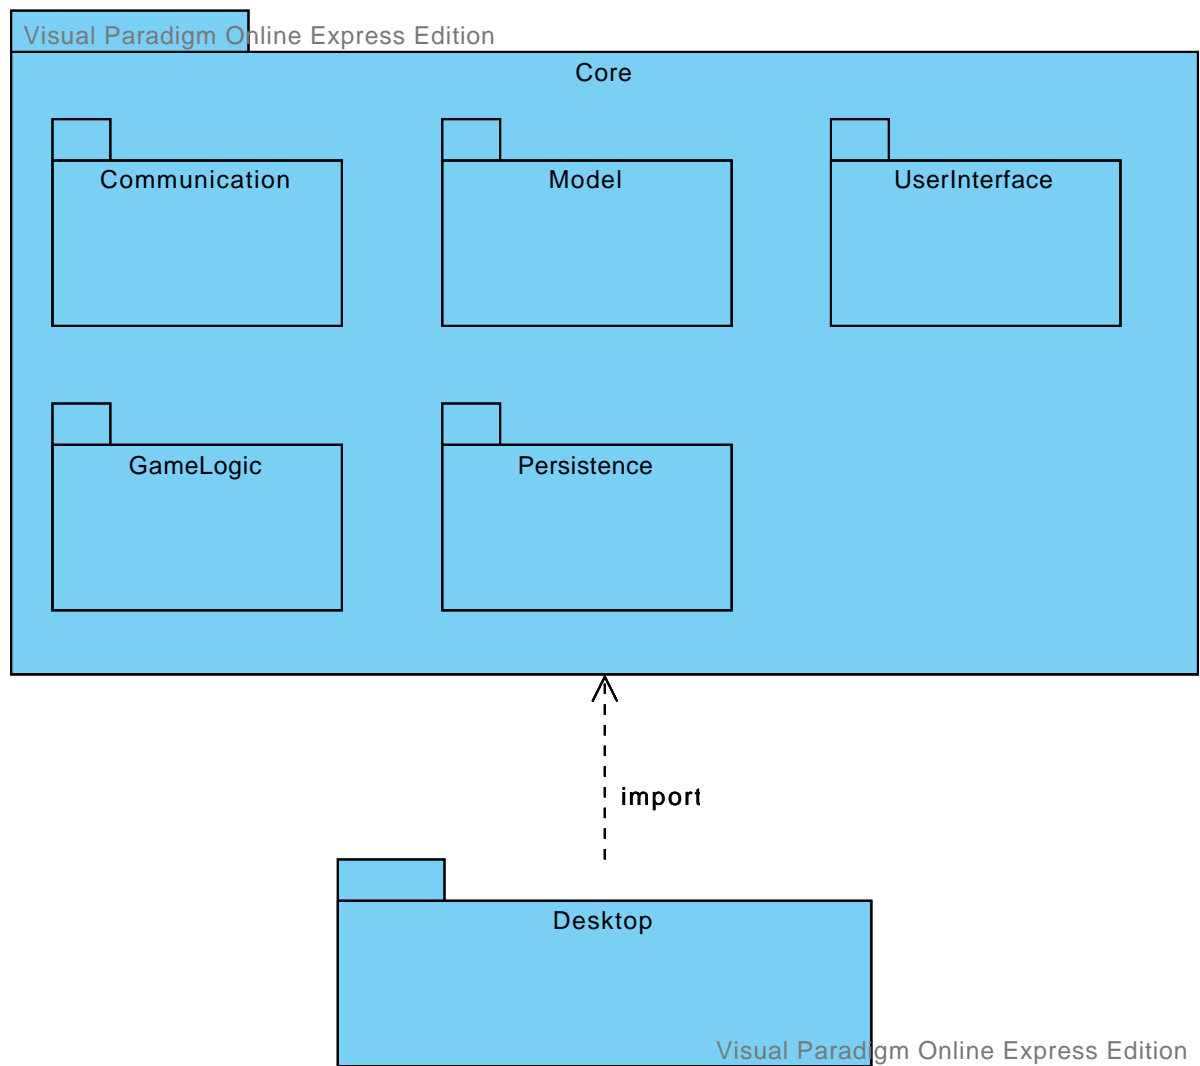 Visual Paradigm Online Express Edition
Core
Communication
Model
UserInterface
GameLogic
Persistence
import
Desktop
Visual Paradigm Online Express Edition